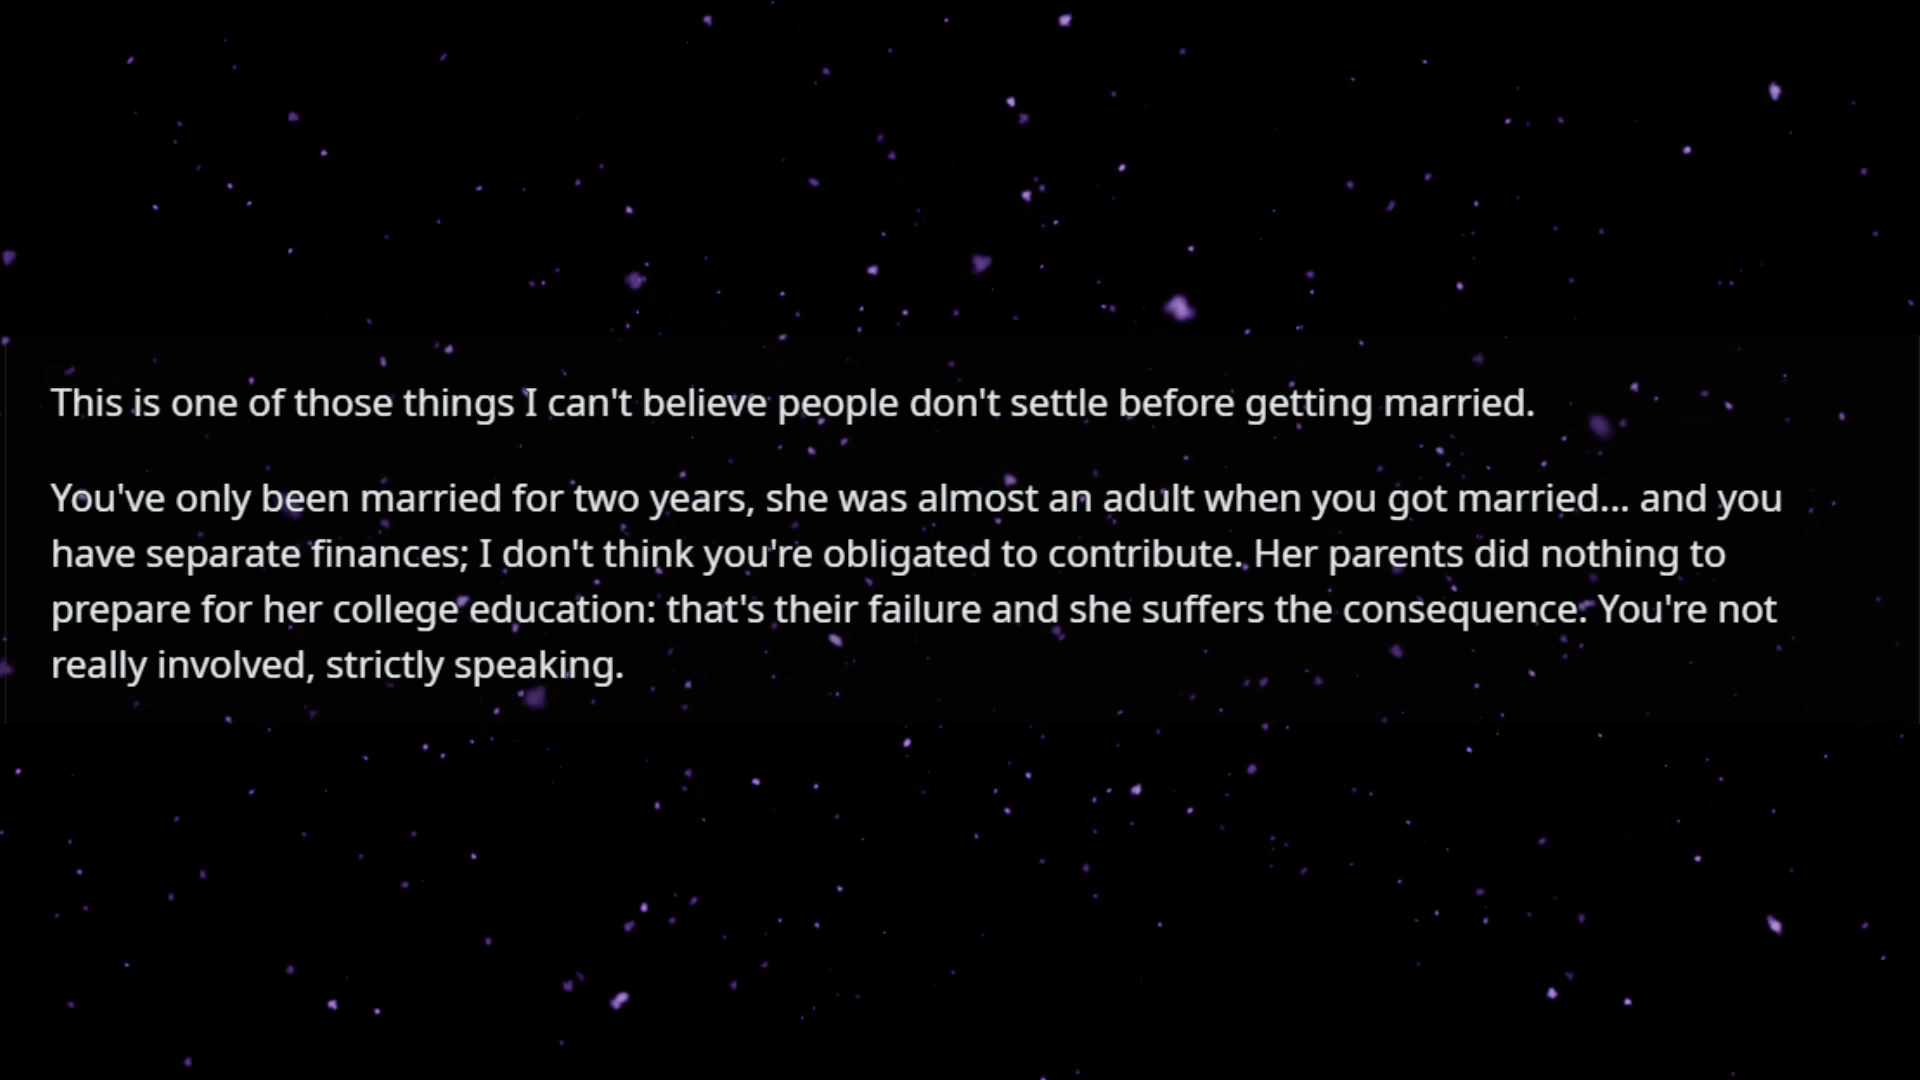 This is one of those things I can't believe people don't settle before getting married.
You've only been married for two years, she was almost an adult when you got married... and you
have separate finances; I don't think you're obligated to contribute. Her parents did nothing to
prepare for her college education: that's their failure and she suffers the consequence. You're not
really involved, strictly speaking.